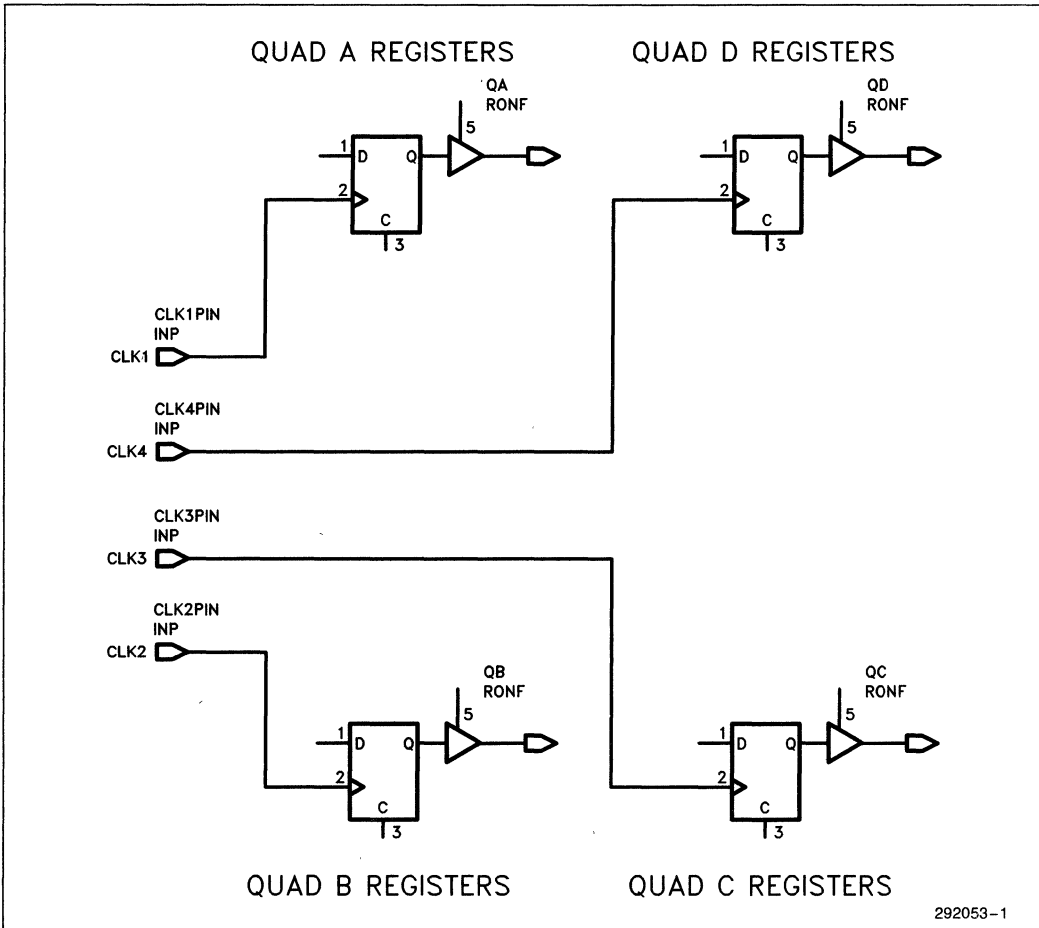 QUAD A REGISTERS
QUAD D REGISTERS
QA
RONF
5
1
D
Q
2
C
3
QD
RONF
5
1
D
Q
2
C
3
CLK1PIN
INP
CLK1
CLK4PIN
INP
CLK4
CLK3PIN
INP
CLK3
CLK2PIN
INP
CLK2
QB
RONF
5
1
D
Q
2
C
3
QC
RONF
5
1
D
Q
2
C
3
QUAD B REGISTERS
QUAD C REGISTERS
292053-1